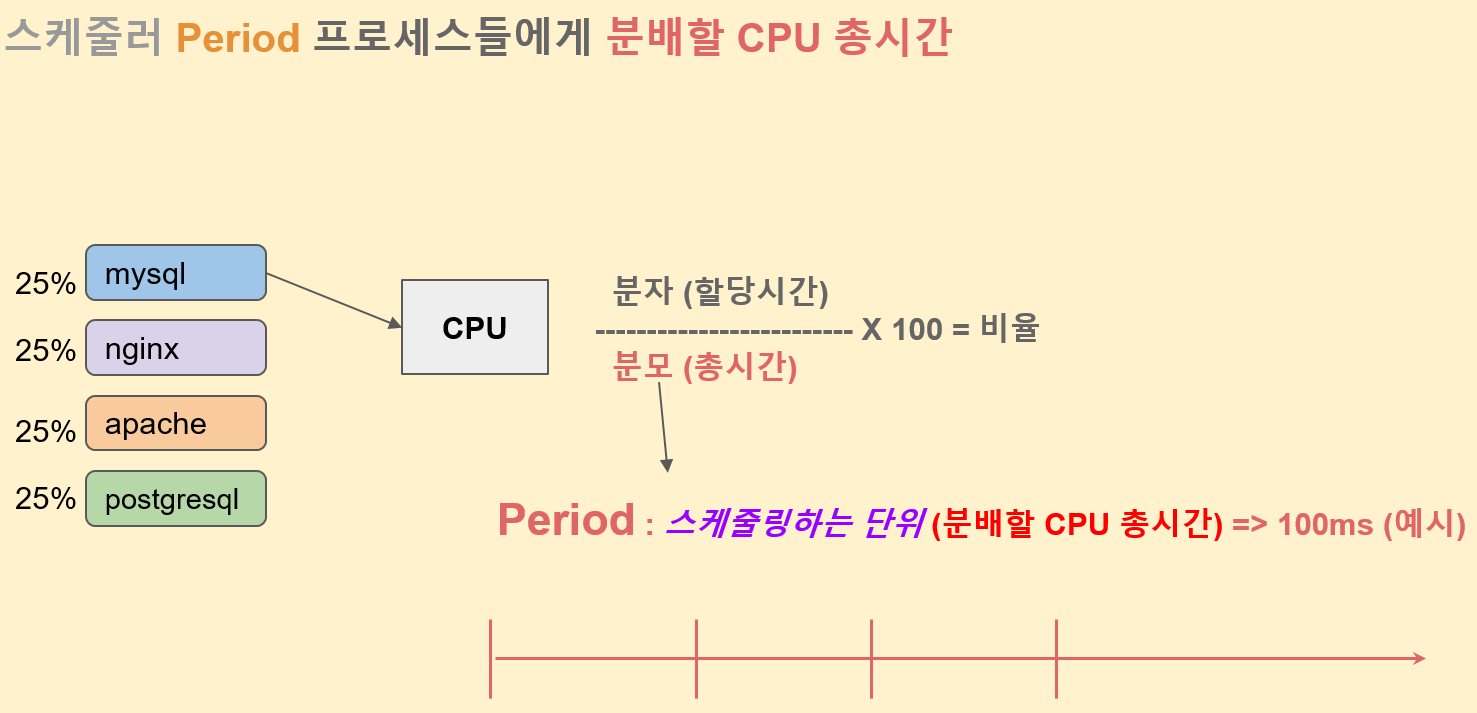 스케줄러 Period 프로세스들에게 분배할 CPU 총시간
25% mysql
25% nginx
25% apache
25% postgresql
CPU
분자 (할당시간)
------------------------- X 100 = 비율
분모 (총시간)
Period : 스케줄링하는 단위 (분배할 CPU 총시간) => 100ms (예시)